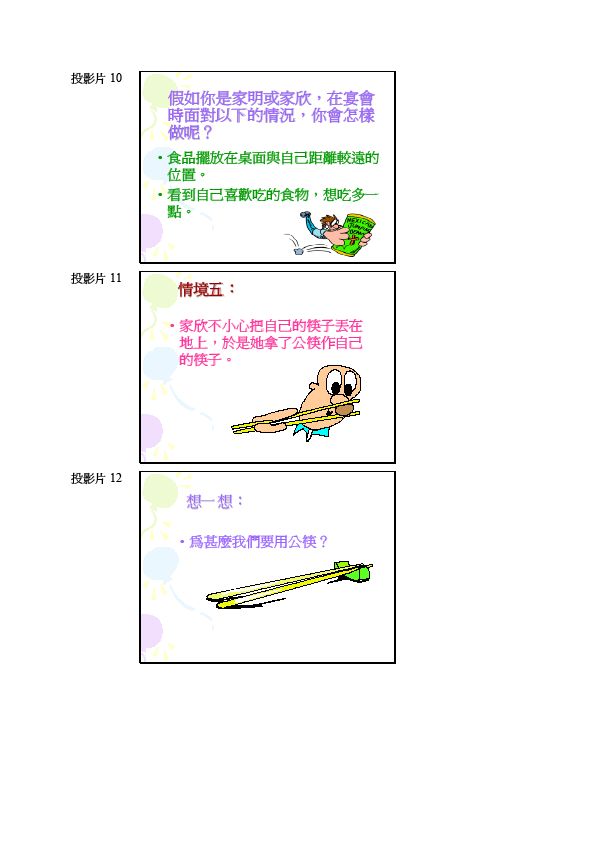 投影片 10
假如你是家明或家欣，在宴會
時面對以下的情況，你會怎樣
做呢？
•食品擺放在桌面與自己距離較遠的
位置。
•看到自己喜歡吃的食物，想吃多一
點。
投影片 11
情境五：
•家欣不小心把自己的筷子丟在
地上，於是她拿了公筷作自己
的筷子。
投影片 12
想一想：
•爲甚麼我們要用公筷？